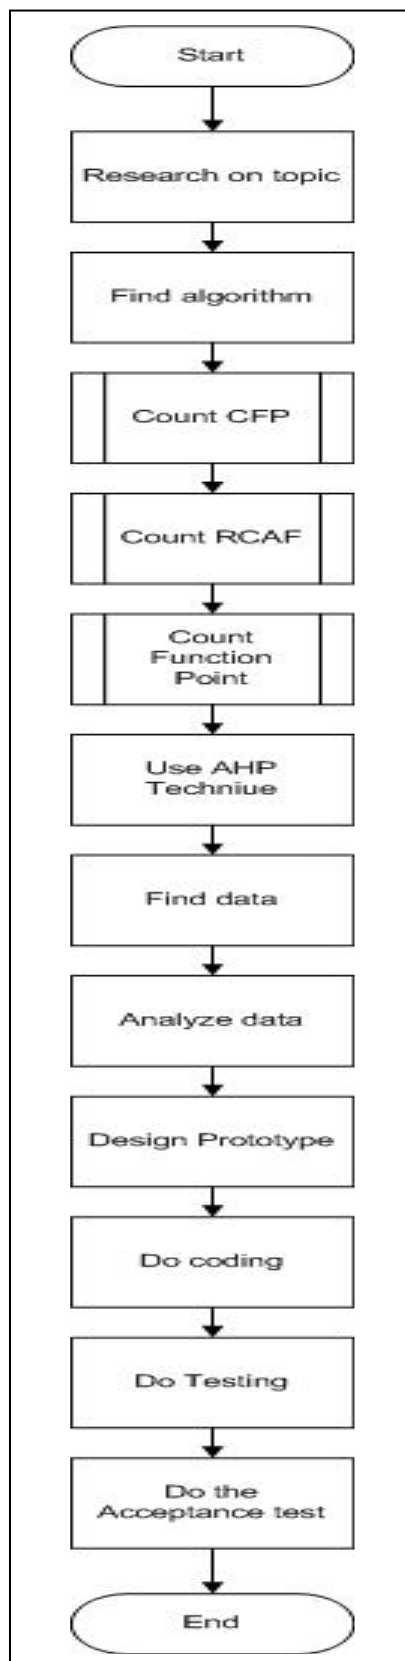 Start
Research on topic
Find algorithm
Count CFP
Count RCAF
Count
Function
Point
Use AHP
Techniue
Find data
Analyze data
Design Prototype
Do coding
Do Testing
Do the
Acceptance test
End